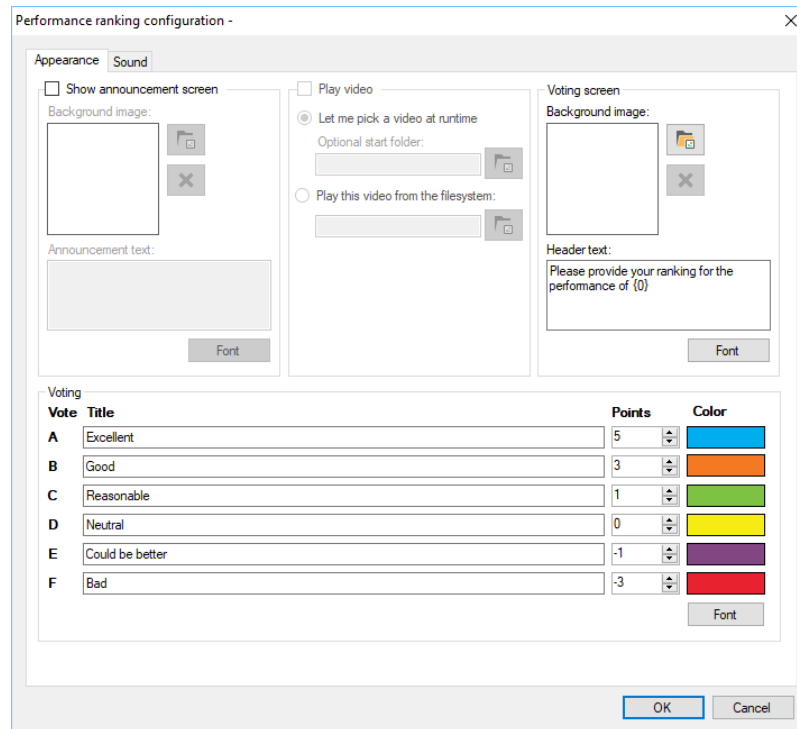 Performance ranking configuration -
Appearance
Sound
Show announcement screen
Background image:
Announcement text:
Font
Play video
Let me pick a video at runtime
Optional start folder:
Play this video from the filesystem:
Voting screen
Background image:
Header text:
Please provide your ranking for the
performance of {0}
Font
Voting
Vote Title Points Color
A Excellent 5
B Good 3
C Reasonable 1
D Neutral 0
E Could be better -1
F Bad -3
Font
OK Cancel